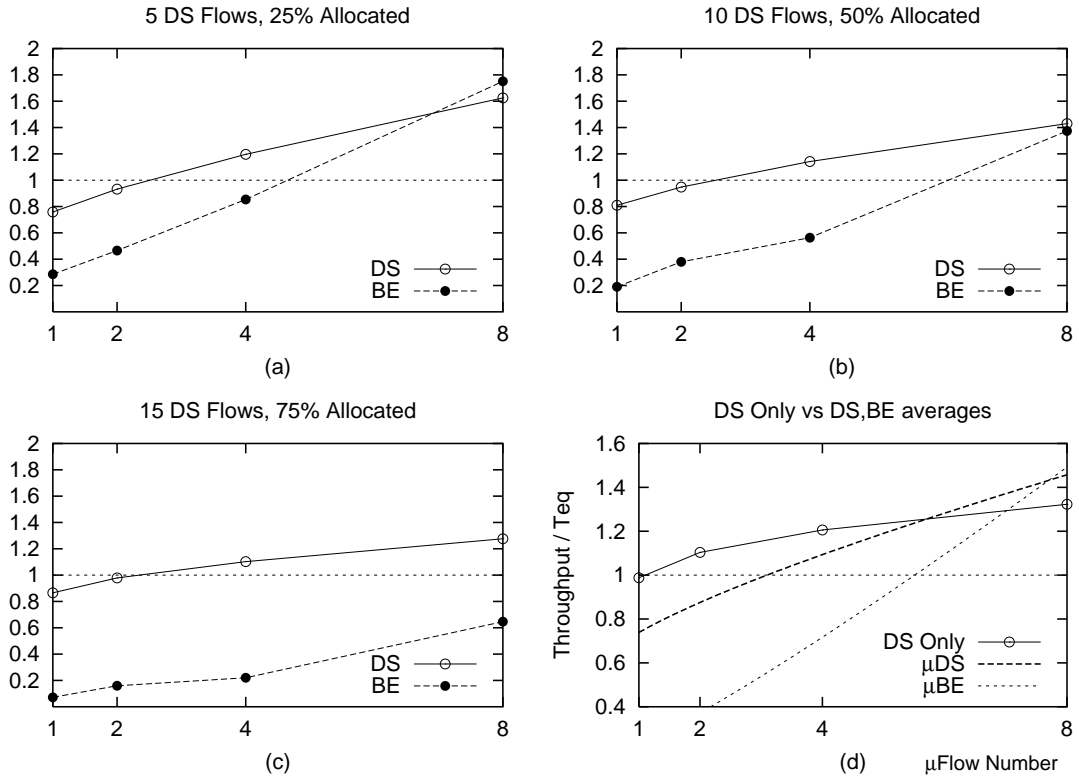 5 DS Flows, 25% Allocated
2
1.8
1.6
1.4
1.2
1
0.8
0.6
0.4
0.2
DS
BE
1 2 4 8
(a)
10 DS Flows, 50% Allocated
2
1.8
1.6
1.4
1.2
1
0.8
0.6
0.4
0.2
DS
BE
1 2 4 8
(b)
15 DS Flows, 75% Allocated
2
1.8
1.6
1.4
1.2
1
0.8
0.6
0.4
0.2
DS
BE
1 2 4 8
(c)
DS Only vs DS,BE averages
Throughput / Teq
1.6
1.4
1.2
1
0.8
0.6
0.4
DS Only
μDS
μBE
1 2 4 8
(d)
μFlow Number